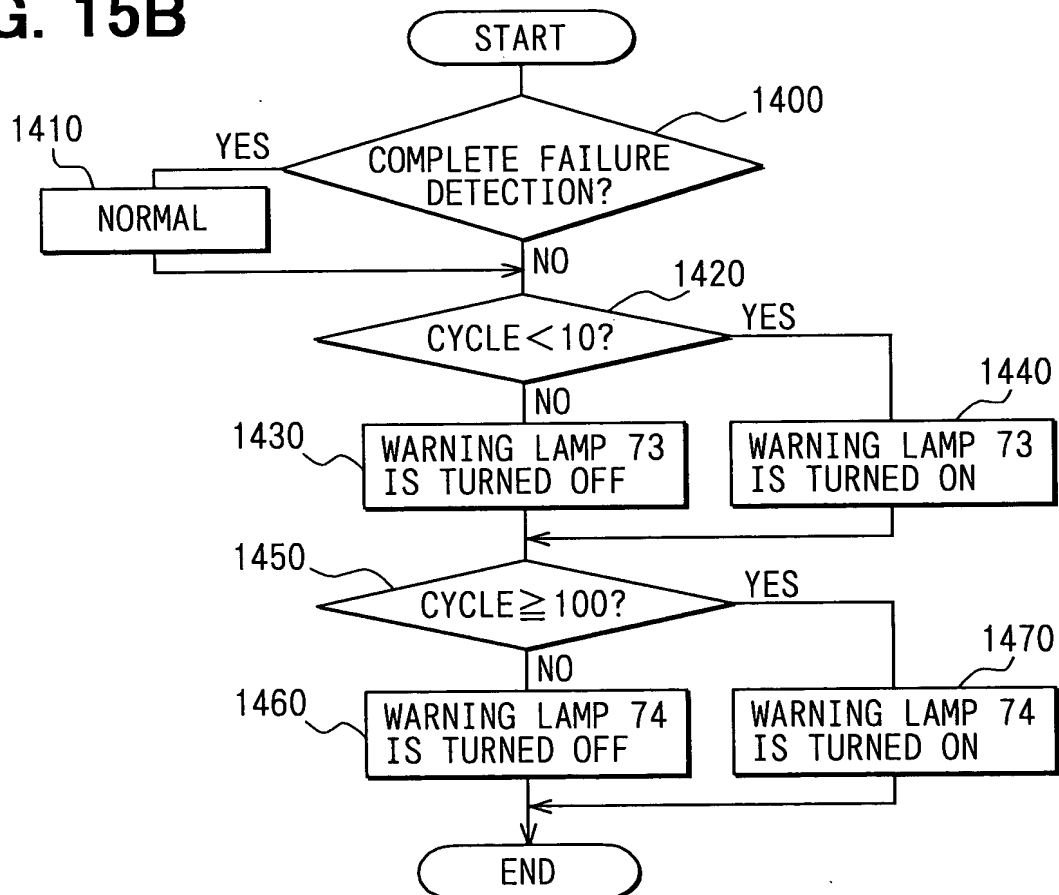 G. 15B
START
1400
1410
YES
COMPLETE FAILURE
DETECTION?
NORMAL
NO
1420
CYCLE<10?
YES
NO
1440
1430
WARNING LAMP 73
IS TURNED OFF
WARNING LAMP 73
IS TURNED ON
1450
CYCLE≧100?
YES
NO
1470
1460
WARNING LAMP 74
IS TURNED OFF
WARNING LAMP 74
IS TURNED ON
END